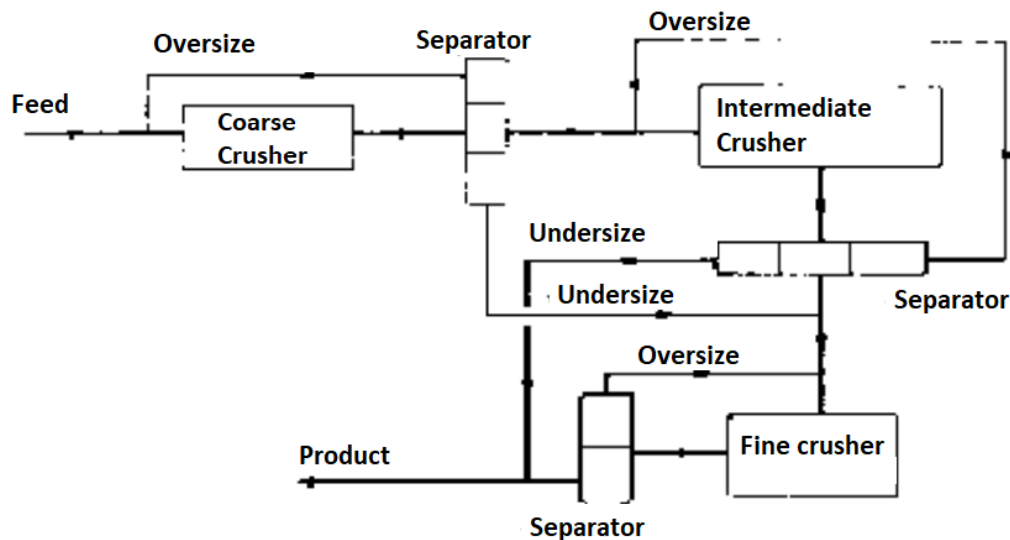 Oversize
Separator
Oversize
Feed
Coarse
Crusher
Intermediate
Crusher
Undersize
Undersize
Separator
Oversize
Product
Fine crusher
Separator